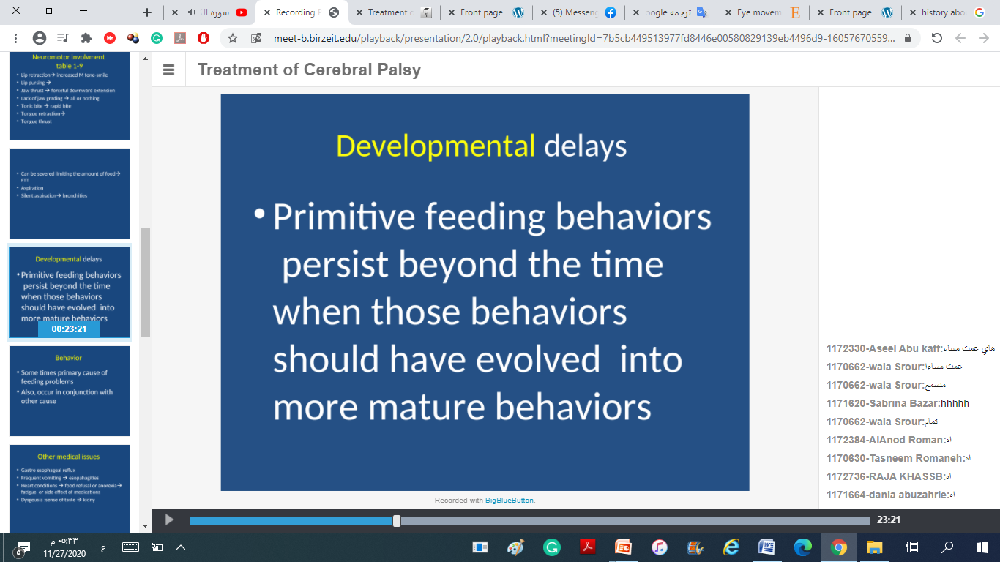 سورة الـ
Recording P
Treatment o
Front page
(5) Messeng
ترجمة oogle
Eye movem
Front page
history abou
meet-b.birzeit.edu/playback/presentation/2.0/playback.html?meetingId=7b5cb449513977fd8446e00580829139eb4496d9-16057670559...
Neuromotor involvment
table 1-9
• Lip retraction→ increased M tone-smile
• Lip pursing →
• Jaw thrust → forceful downward extension
• Lack of jaw grading → all or nothing
• Tonic bite → rapid bite
• Tongue retraction→
• Tongue thrust
• Can be severed limiting the amount of food→
FTT
• Aspiration
• Silent aspiration→ bronchities
Developmental delays
• Primitive feeding behaviors
persist beyond the time
when those behaviors
should have evolved into
more mature behaviors
00:23:21
Behavior
• Some times primary cause of
feeding problems
• Also, occur in conjunction with
other cause
Other medical issues
• Gastro esophageal reflux
• Frequent vomiting → esopahagities
• Heart conditions → food refusal or anorexia→
fatigue or side effect of medications
• Dysgeusia :sense of taste → kidny
Treatment of Cerebral Palsy
Developmental delays
• Primitive feeding behaviors
persist beyond the time
when those behaviors
should have evolved into
more mature behaviors
Recorded with BigBlueButton.
23:21
1172330-Aseel Abu kaff:هاي عمت مساء
1170662-wala Srour:عمت مساءا
1170662-wala Srour:منسمع
1171620-Sabrina Bazar:hhhhh
1170662-wala Srour:تمام
1172384-AlAnod Roman:اه
1170630-Tasneem Romaneh:اه
1172736-RAJA KHASSB:اه
1171664-dania abuzahrie:اه
٠٥:٣٣ م
11/27/2020
ع